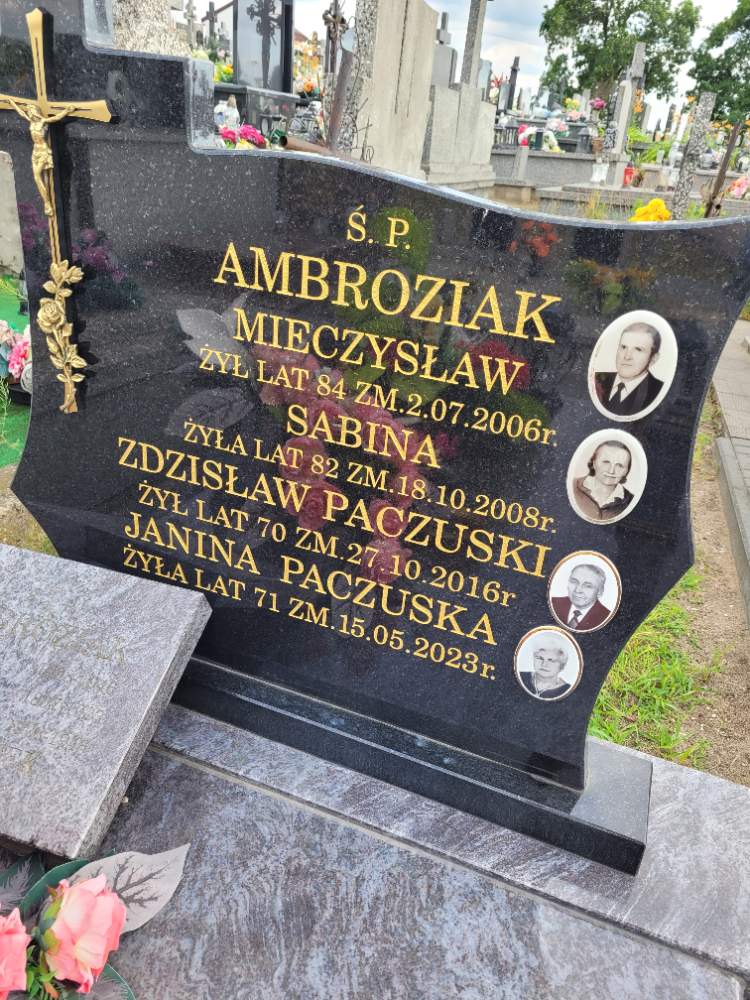 Ś. P.
AMBROZIAK
MIECZYSŁAW
ŻYŁ LAT 84 ZM.2.07.2006r.
SABINA
ŻYŁA LAT 82 ZM.18.10.2008r.
ZDZISŁAW PACZUSKI
ŻYŁ LAT 70 ZM.27.10.2016r
JANINA PACZUSKA
ŻYŁA LAT 71 ZM.15.05.2023r.